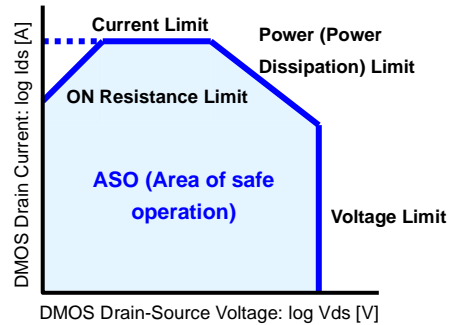 Current Limit
Power (Power
Dissipation) Limit
ON Resistance Limit
ASO (Area of safe
operation)
Voltage Limit
DMOS Drain Current: log Ids [A]
DMOS Drain-Source Voltage: log Vds [V]